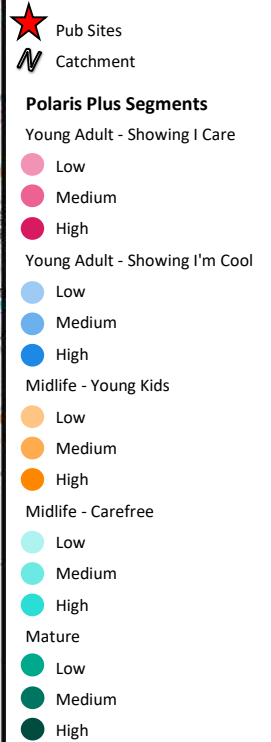 Pub Sites
Catchment
Polaris Plus Segments
Young Adult - Showing I Care
Low
Medium
High
Young Adult - Showing I'm Cool
Low
Medium
High
Midlife - Young Kids
Low
Medium
High
Midlife - Carefree
Low
Medium
High
Mature
Low
Medium
High